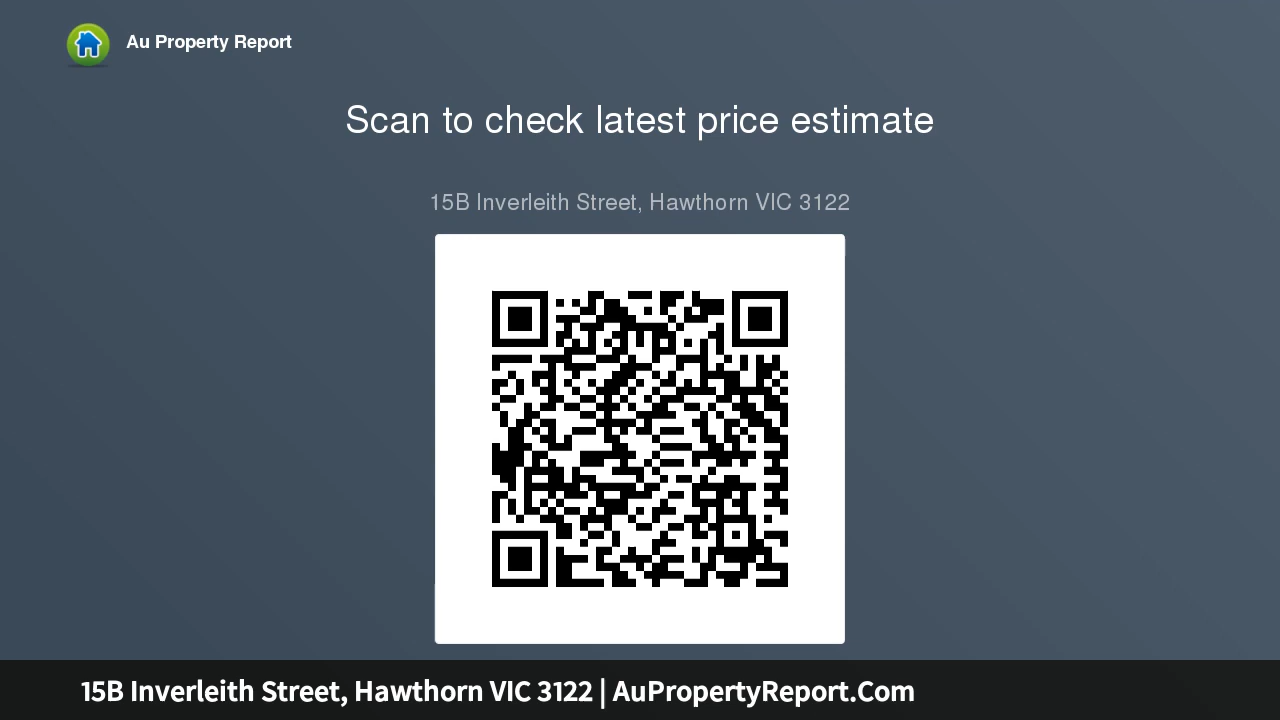 Au Property Report
Scan to check latest price estimate
15B Inverleith Street, Hawthorn VIC 3122
15B Inverleith Street, Hawthorn VIC 3122 | AuPropertyReport.Com